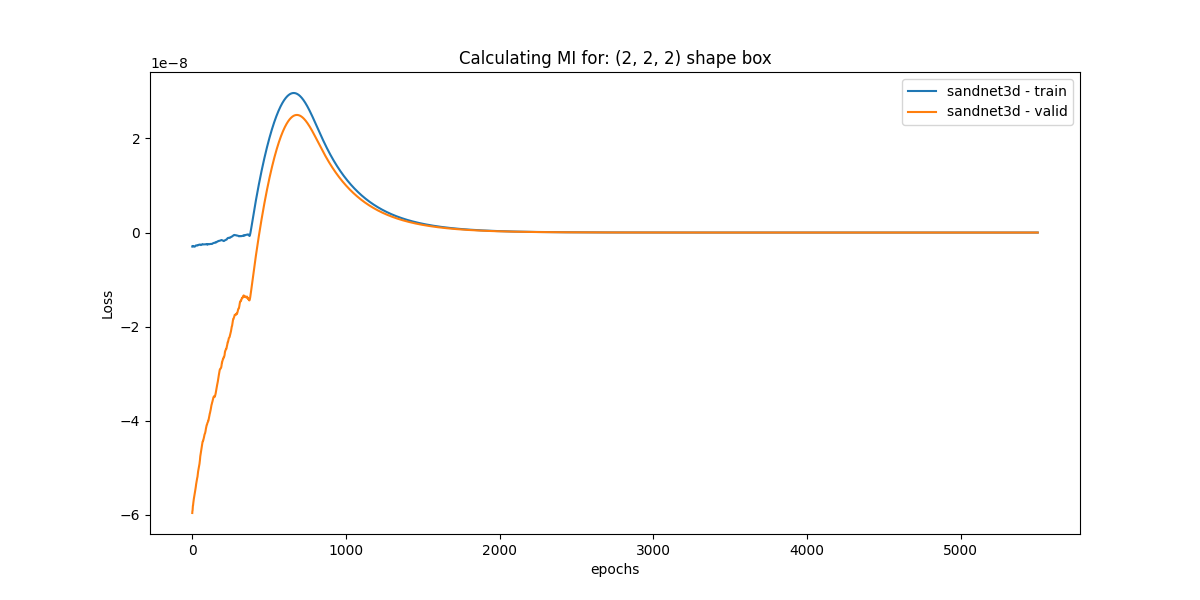 Calculating MI for: (2, 2, 2) shape box
1e−8
sandnet3d - train
sandnet3d - valid
2
0
−2
−4
−6
Loss
0 1000 2000 3000 4000 5000
epochs